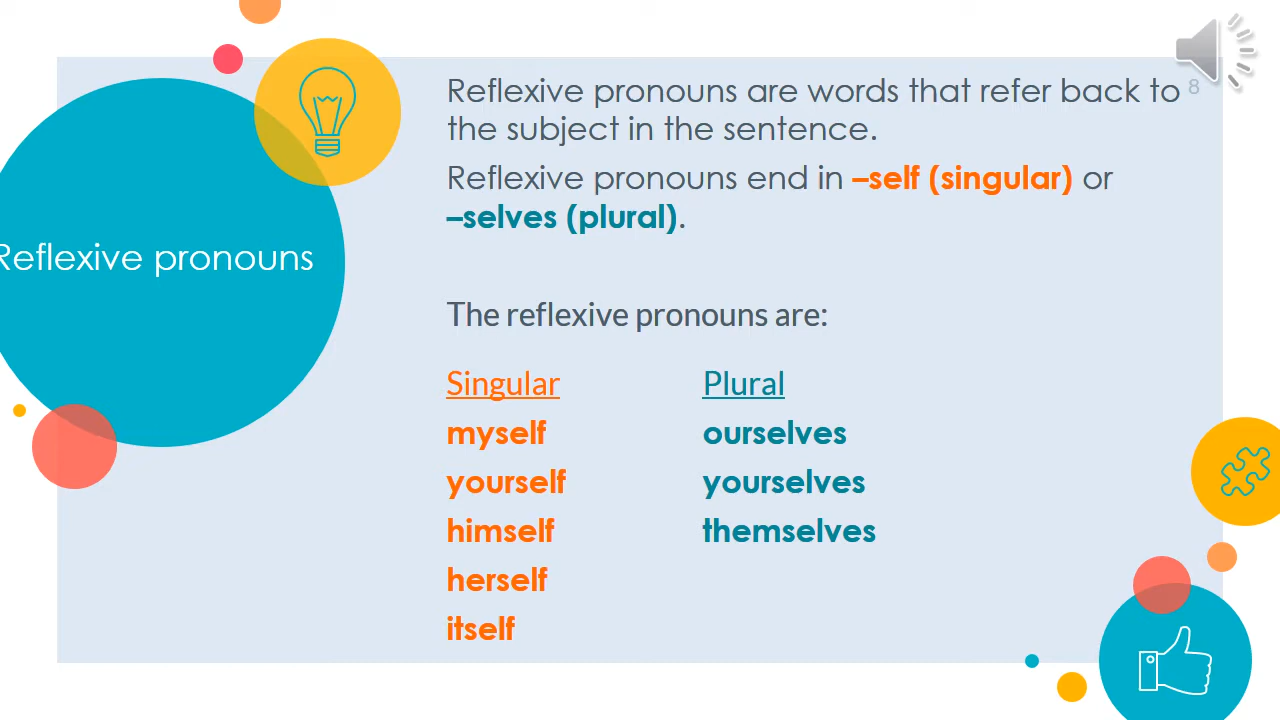 Reflexive pronouns
Reflexive pronouns are words that refer back to
the subject in the sentence.
Reflexive pronouns end in –self (singular) or
–selves (plural).
8
The reflexive pronouns are:
Singular Plural
myself ourselves
yourself yourselves
himself themselves
herself
itself